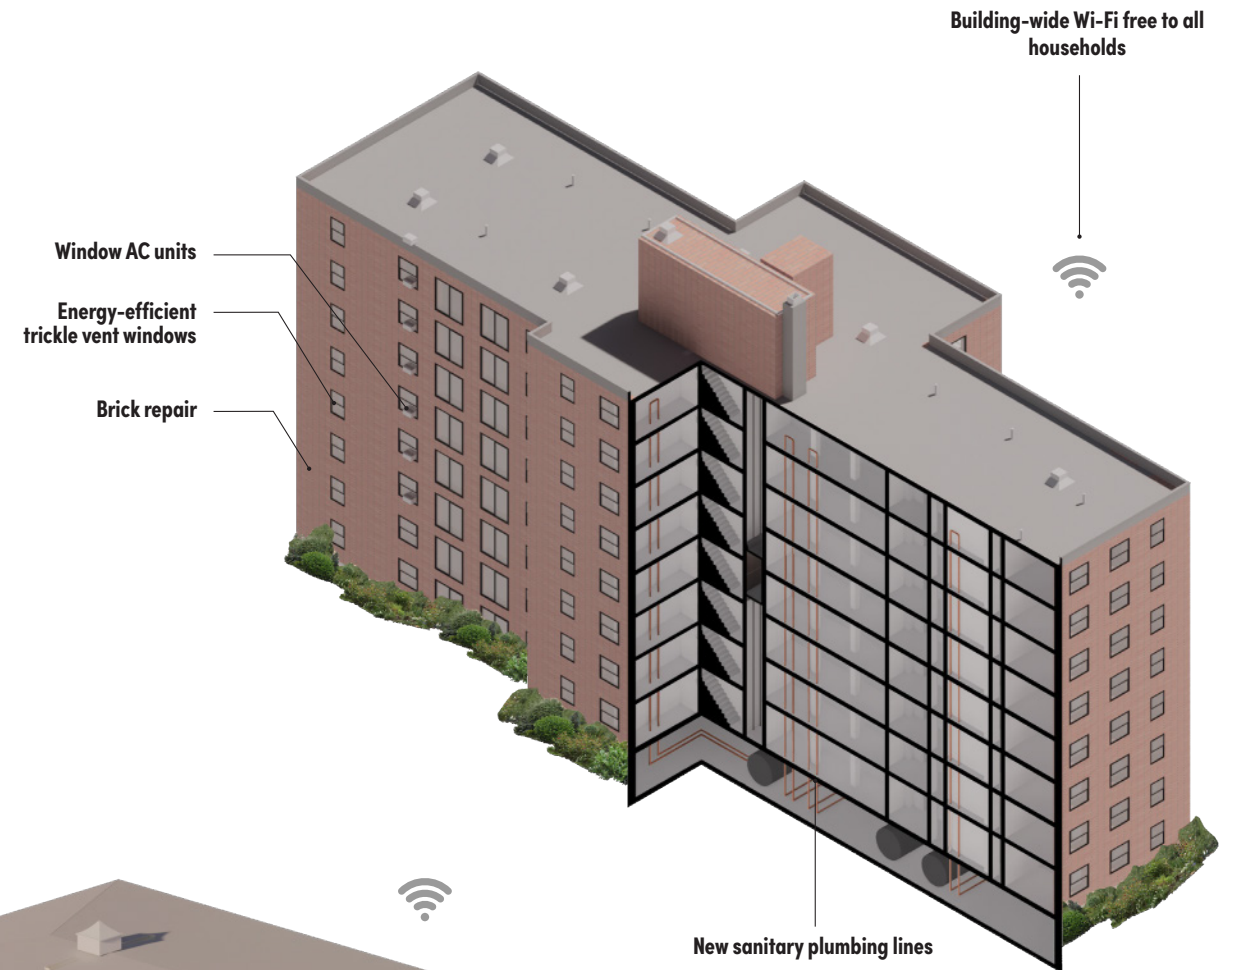 Building-wide Wi-Fi free to all
households
Window AC units
Energy-efficient
trickle vent windows
Brick repair
New sanitary plumbing lines